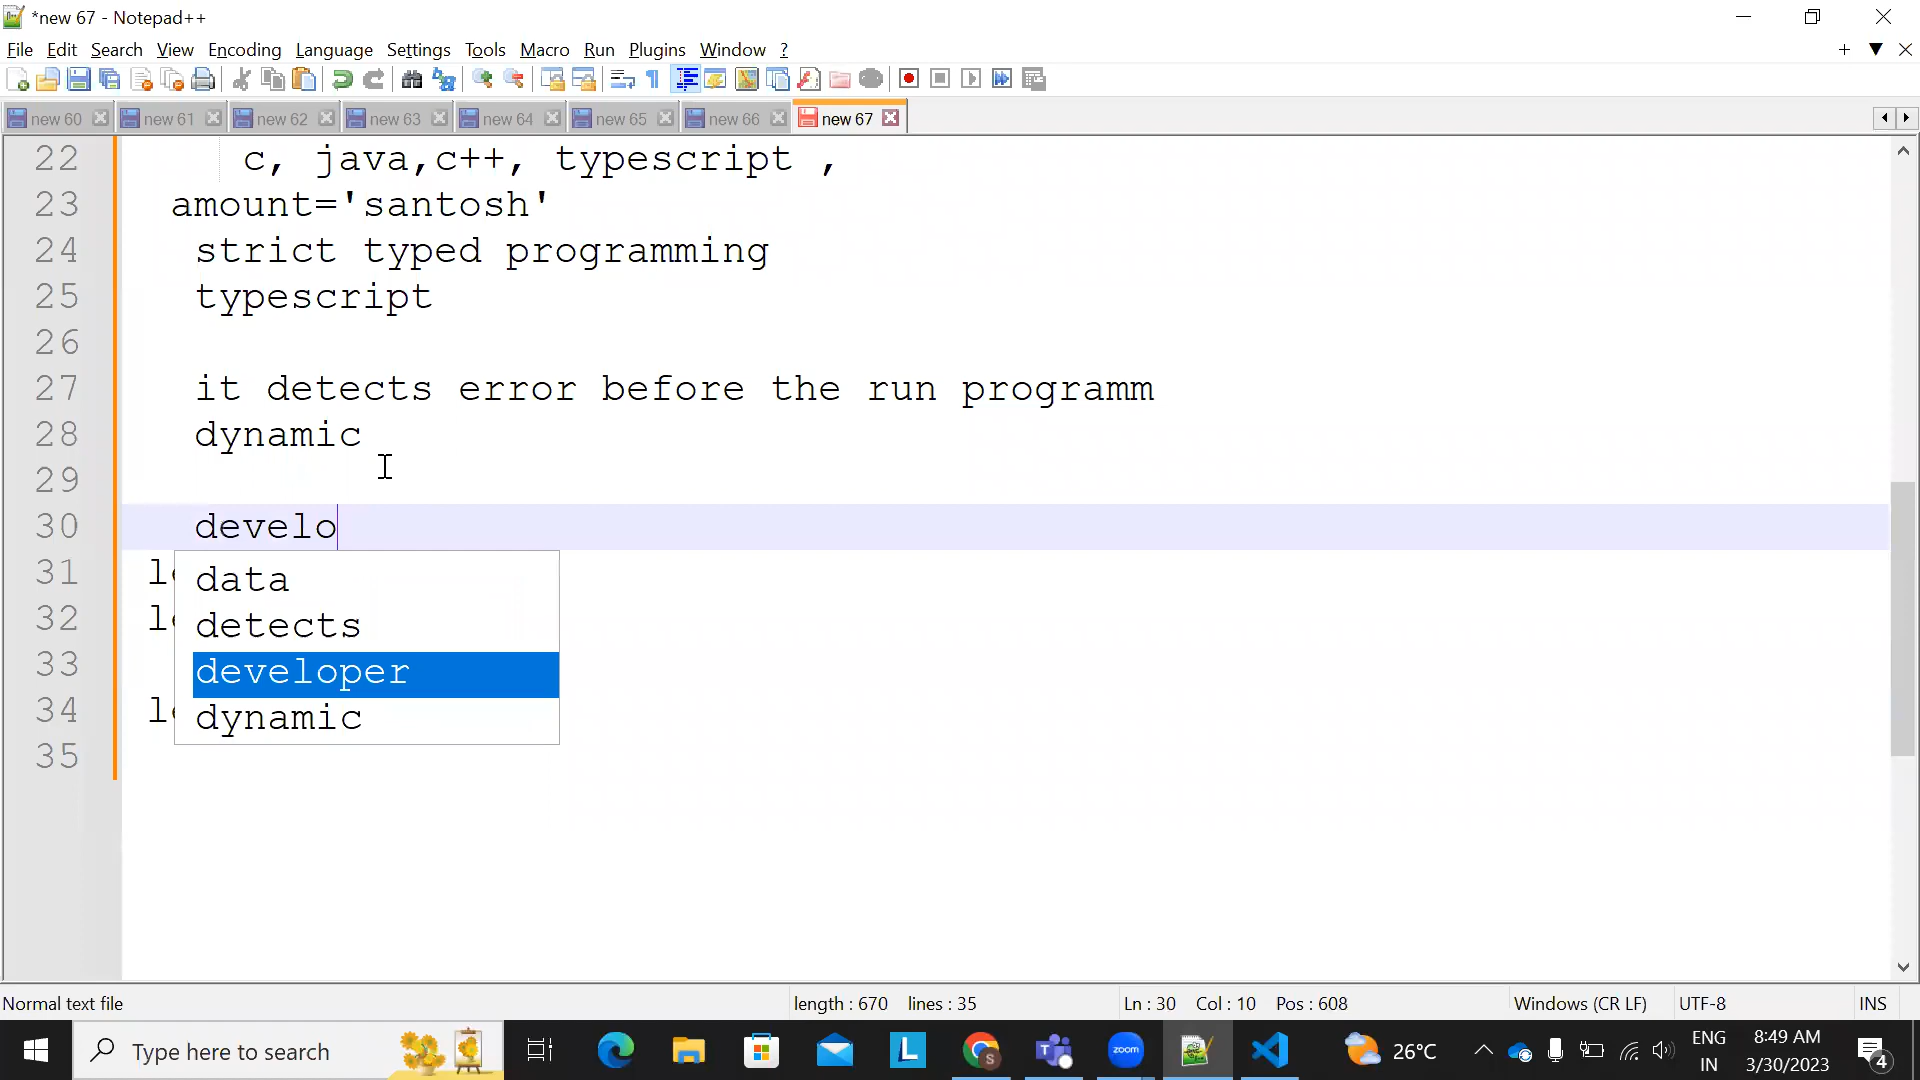 *new 67 - Notepad++
File Edit Search View Encoding Language Settings Tools Macro Run Plugins Window ?
new 60 new 61 new 62 new 63 new 64 new 65 new 66 new 67
22 c, java,c++, typescript ,
23 amount='santosh'
24 strict typed programming
25 typescript
26
27 it detects error before the run programm
28 dynamic
29
30 develo
31 le
data
32 le
detects
33
developer
34 le
dynamic
35
Normal text file length : 670 lines : 35 Ln : 30 Col : 10 Pos : 608 Windows (CR LF) UTF-8 INS
Type here to search L zoom S 26°C ENG IN 8:49 AM 3/30/2023 4